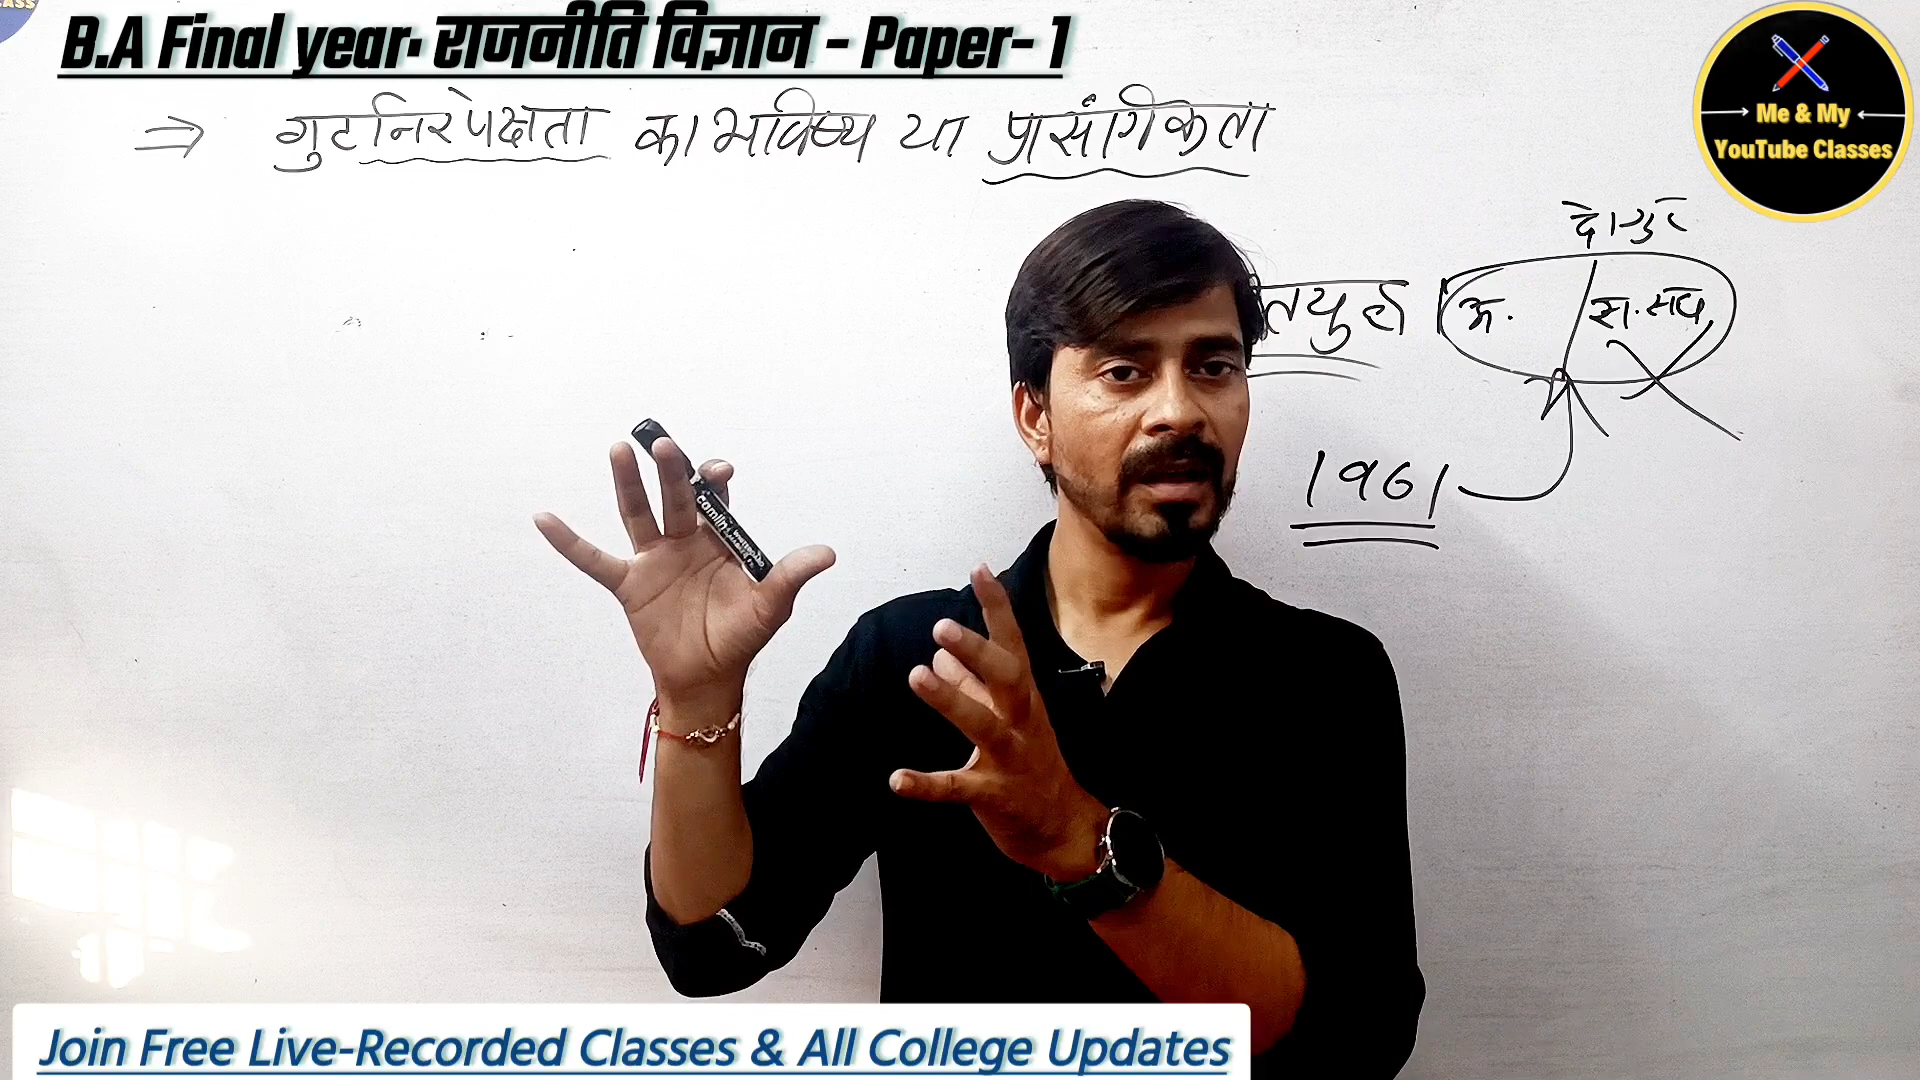 B.A Final year. राजनीति विज्ञान - Paper- 1
⇒ गुटनिरपेक्षता का भविष्य या प्रासंगिकता
Me & My
YouTube Classes
दो गुट
तयुद्ध
अ. सो. संघ
1961
camlin
Join Free Live-Recorded Classes & All College Updates